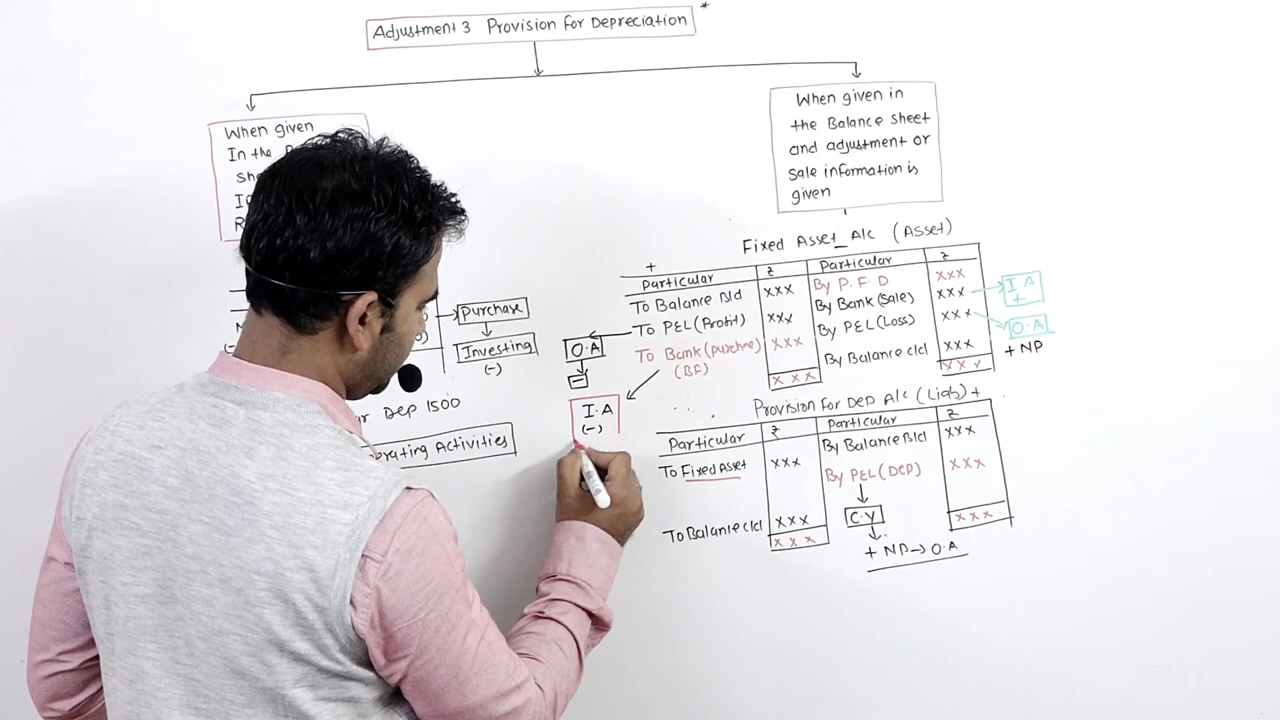 Adjustment 3 Provision for Depreciation *
When given
In the
When given in
the Balance sheet
and adjustment or
sale information is
given
Purchase
Investing
(-)
Dep 1500
Activities
Fixed Asset A/c (Asset)
+
Particular ₹ Particular ₹
To Balance B/d xxx By P.F.D xxx
To P&L (Profit) xxx By Bank (Sale) xxx
To Bank (purchase) xxx By P&L (Loss) xxx
(BF) By Balance c/d xxx
xxx xxx
I.A
+
O.A
+ NP
O.A
-
I.A
(-)
Provision for Dep A/c (Liab) +
Particular ₹ Particular ₹
To Fixed Asset xxx By Balance B/d xxx
By P&L (Dep) xxx
To Balance c/d xxx
xxx xxx
C.Y
+ NP → O.A